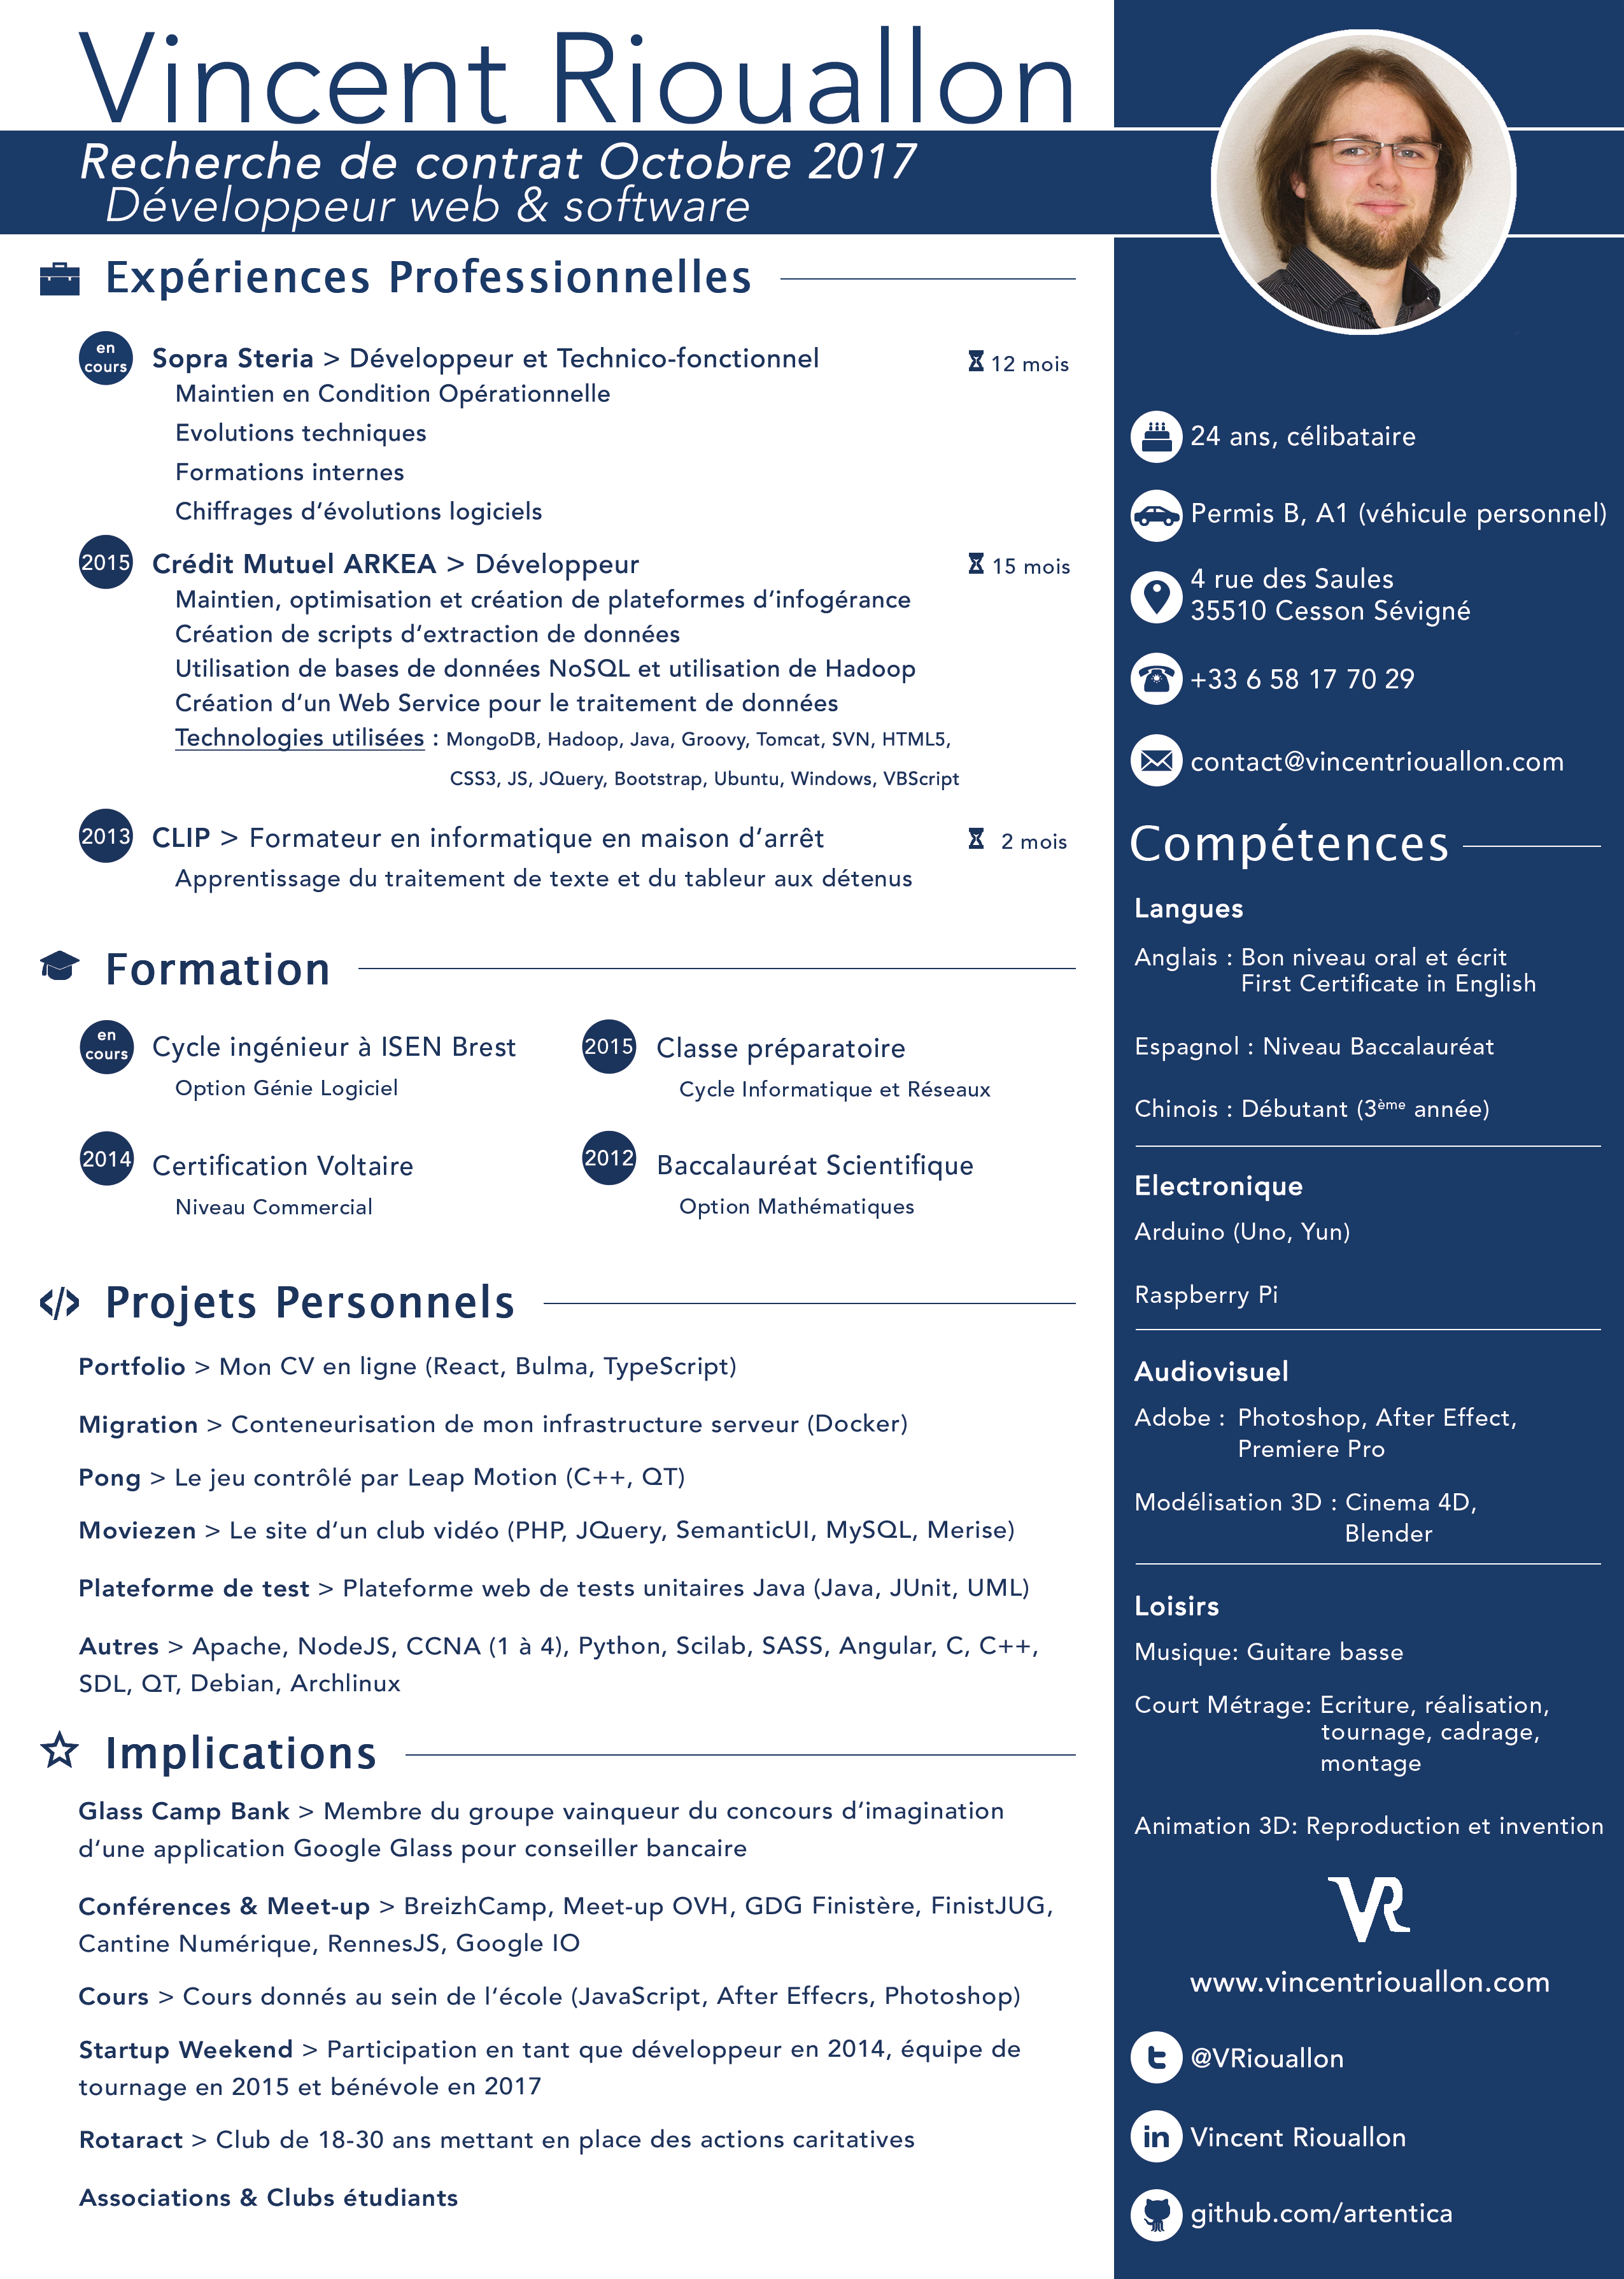 Vincent Riouallon
Recherche de contrat Octobre 2017
Développeur web & software
Expériences Professionnelles
en
cours
Sopra Steria > Développeur et Technico-fonctionnel
12 mois
Maintien en Condition Opérationnelle
Evolutions techniques
Formations internes
Chiffrages d'évolutions logiciels
2015
Crédit Mutuel ARKEA > Développeur
15 mois
Maintien, optimisation et création de plateformes d'infogérance
Création de scripts d'extraction de données
Utilisation de bases de données NoSQL et utilisation de Hadoop
Création d'un Web Service pour le traitement de données
Technologies utilisées : MongoDB, Hadoop, Java, Groovy, Tomcat, SVN, HTML5,
CSS3, JS, JQuery, Bootstrap, Ubuntu, Windows, VBScript
2013
CLIP > Formateur en informatique en maison d'arrêt
2 mois
Apprentissage du traitement de texte et du tableur aux détenus
Formation
en
cours
Cycle ingénieur à ISEN Brest
Option Génie Logiciel
2015
Classe préparatoire
Cycle Informatique et Réseaux
2014
Certification Voltaire
Niveau Commercial
2012
Baccalauréat Scientifique
Option Mathématiques
Projets Personnels
Portfolio > Mon CV en ligne (React, Bulma, TypeScript)
Migration > Conteneurisation de mon infrastructure serveur (Docker)
Pong > Le jeu contrôlé par Leap Motion (C++, QT)
Moviezen > Le site d'un club vidéo (PHP, JQuery, SemanticUI, MySQL, Merise)
Plateforme de test > Plateforme web de tests unitaires Java (Java, JUnit, UML)
Autres > Apache, NodeJS, CCNA (1 à 4), Python, Scilab, SASS, Angular, C, C++,
SDL, QT, Debian, Archlinux
Implications
Glass Camp Bank > Membre du groupe vainqueur du concours d'imagination
d'une application Google Glass pour conseiller bancaire
Conférences & Meet-up > BreizhCamp, Meet-up OVH, GDG Finistère, FinistJUG,
Cantine Numérique, RennesJS, Google IO
Cours > Cours donnés au sein de l'école (JavaScript, After Effecrs, Photoshop)
Startup Weekend > Participation en tant que développeur en 2014, équipe de
tournage en 2015 et bénévole en 2017
Rotaract > Club de 18-30 ans mettant en place des actions caritatives
Associations & Clubs étudiants
24 ans, célibataire
Permis B, A1 (véhicule personnel)
4 rue des Saules
35510 Cesson Sévigné
+33 6 58 17 70 29
contact@vincentriouallon.com
Compétences
Langues
Anglais : Bon niveau oral et écrit
First Certificate in English
Espagnol : Niveau Baccalauréat
Chinois : Débutant (3ème année)
Electronique
Arduino (Uno, Yun)
Raspberry Pi
Audiovisuel
Adobe : Photoshop, After Effect,
Premiere Pro
Modélisation 3D : Cinema 4D,
Blender
Loisirs
Musique: Guitare basse
Court Métrage: Ecriture, réalisation,
tournage, cadrage,
montage
Animation 3D: Reproduction et invention
VR
www.vincentriouallon.com
@VRiouallon
in Vincent Riouallon
github.com/artentica